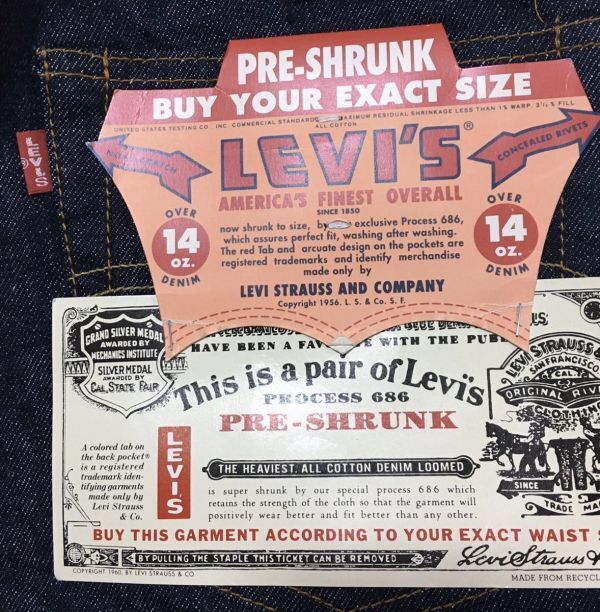 PRE-SHRUNK
BUY YOUR EXACT SIZE
UNITED STATES TESTING CO. INC. COMMERCIAL STANDARD MAXIMUM RESIDUAL SHRINKAGE LESS THAN 1% WARP 3½% FILL
ALL COTTON
LEVI'S®
CONCEALED RIVETS
AMERICA'S FINEST OVERALL
SINCE 1850
OVER
14
OZ.
DENIM
now shrunk to size, by exclusive Process 686,
which assures perfect fit, washing after washing.
The red Tab and arcuate design on the pockets are
registered trademarks and identify merchandise
made only by
LEVI STRAUSS AND COMPANY
Copyright 1956. L. S. & Co. S. F.
OVER
14
OZ.
DENIM
LEVI'S
GRAND SILVER MEDAL
AWARDED BY
MECHANICS INSTITUTE
SILVER MEDAL
AWARDED BY
CAL. STATE FAIR
HAVE BEEN A WITH THE
This is a pair of Levi's
PROCESS 686
PRE-SHRUNK
A colored tab on
the back pocket®
is a registered
trademark iden-
tifying garments
made only by
Levi Strauss
& Co.
LEVI'S
THE HEAVIEST, ALL COTTON DENIM LOOMED
is super shrunk by our special process 686 which
retains the strength of the cloth so that the garment will
positively wear better and fit better than any other.
LEVI STRAUSS &
SAN FRANCISCO
CAL
ORIGINAL
CLOTHING
SINCE
TRADE
BUY THIS GARMENT ACCORDING TO YOUR EXACT WAIST
BY PULLING THE STAPLE THIS TICKET CAN BE REMOVED
Levi Strauss &
COPYRIGHT 1960, BY LEVI STRAUSS & CO
MADE FROM